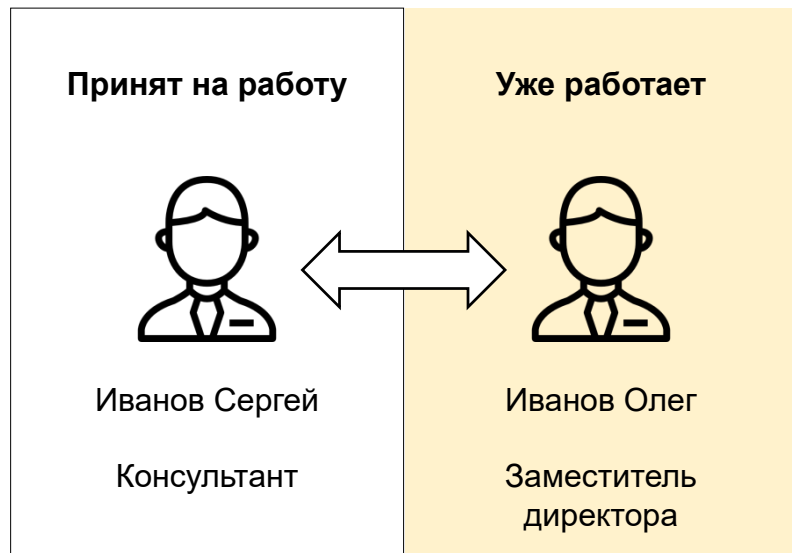 Принят на работу
Уже работает
Иванов Сергей
Иванов Олег
Консультант
Заместитель
директора